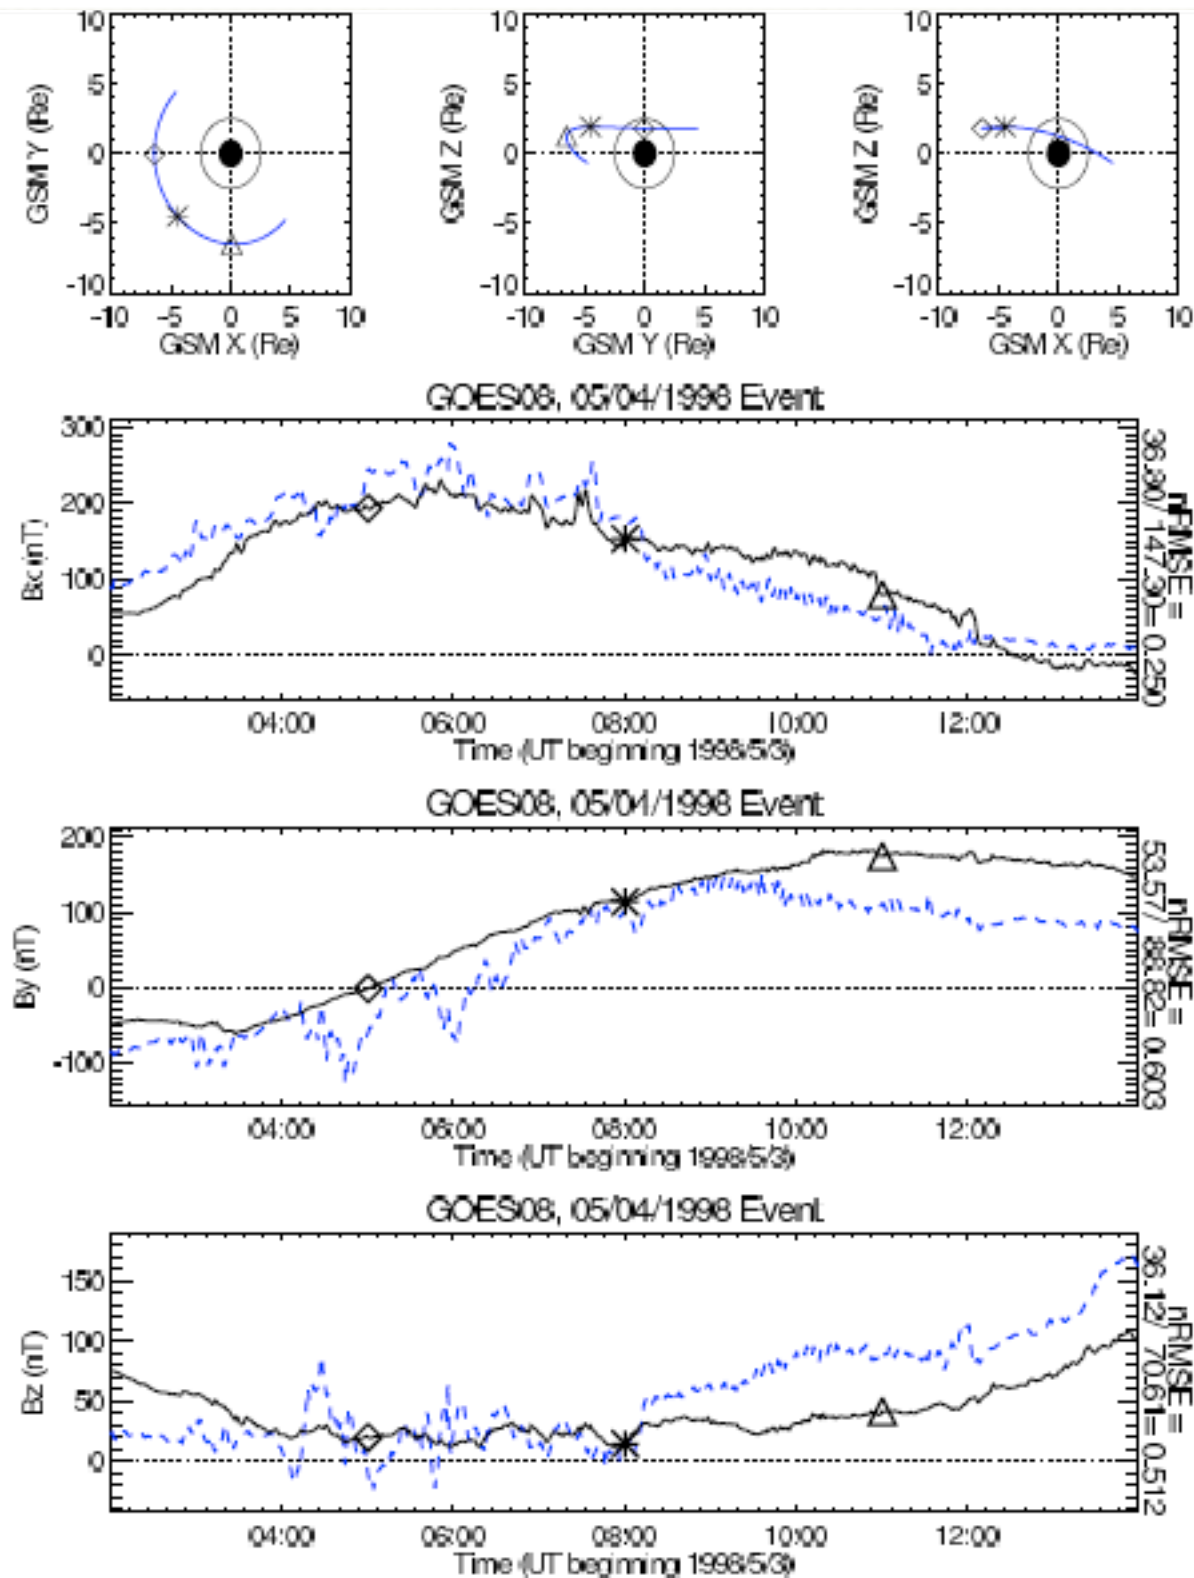 10
5
0
-5
-10
GSM Y (Re)
-10 -5 0 5 10
GSM X (Re)
10
5
0
-5
-10
GSM Z (Re)
-10 -5 0 5 10
GSM Y (Re)
10
5
0
-5
-10
GSM Z (Re)
-10 -5 0 5 10
GSM X (Re)
GOES08, 05/04/1998 Event
300
200
100
0
Bx (nT)
04:00 06:00 08:00 10:00 12:00
Time (UT beginning 1998/5/3)
nRMSE =
36.80/ 147.30= 0.250
GOES08, 05/04/1998 Event
200
100
0
-100
By (nT)
04:00 06:00 08:00 10:00 12:00
Time (UT beginning 1998/5/3)
nRMSE =
53.57/ 88.82= 0.603
GOES08, 05/04/1998 Event
150
100
50
0
Bz (nT)
04:00 06:00 08:00 10:00 12:00
Time (UT beginning 1998/5/3)
nRMSE =
36.12/ 70.61= 0.512